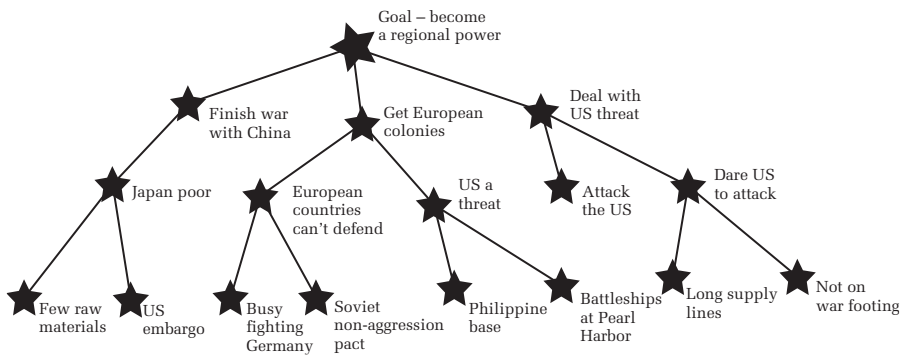 Goal – become
a regional power
Finish war
with China
Get European
colonies
Deal with
US threat
Japan poor
European
countries
can't defend
US a
threat
Attack
the US
Dare US
to attack
Few raw
materials
US
embargo
Busy
fighting
Germany
Soviet
non-aggression
pact
Philippine
base
Battleships
at Pearl
Harbor
Long supply
lines
Not on
war footing